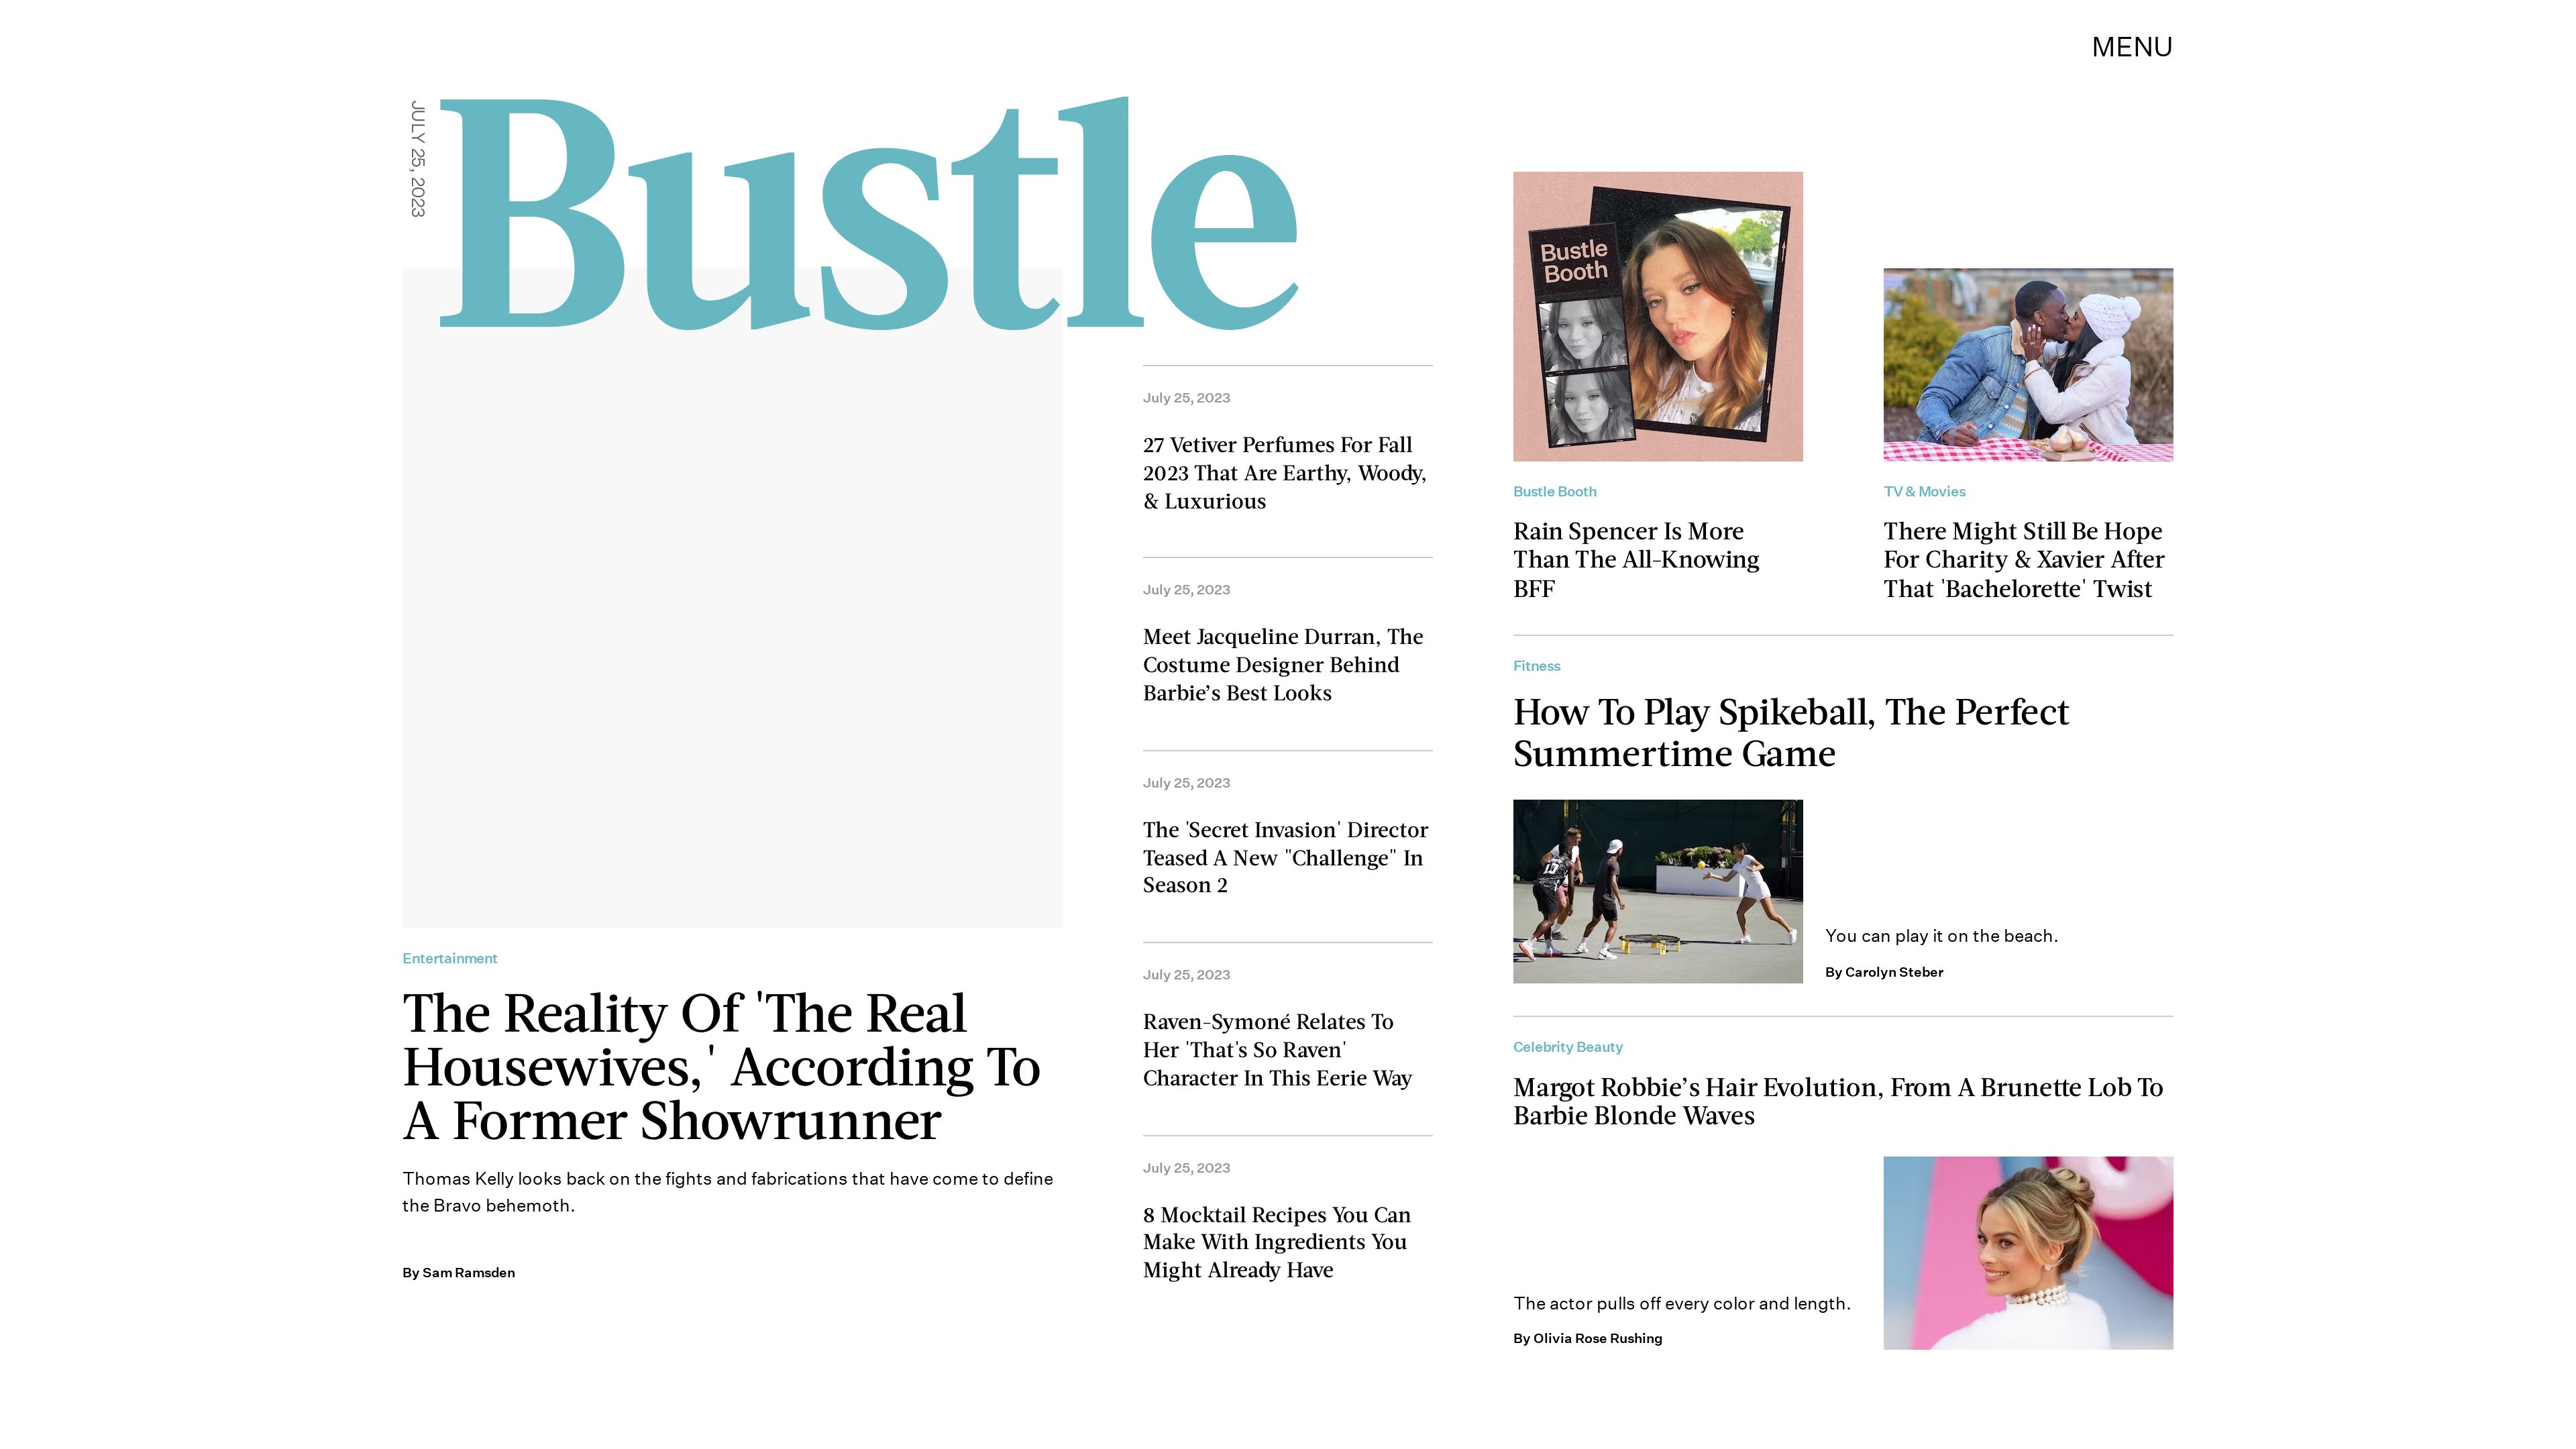 MENU
JULY 25, 2023
Bustle
Entertainment
The Reality Of 'The Real
Housewives,' According To
A Former Showrunner
Thomas Kelly looks back on the fights and fabrications that have come to define
the Bravo behemoth.
By Sam Ramsden
July 25, 2023
27 Vetiver Perfumes For Fall
2023 That Are Earthy, Woody,
& Luxurious
July 25, 2023
Meet Jacqueline Durran, The
Costume Designer Behind
Barbie’s Best Looks
July 25, 2023
The 'Secret Invasion' Director
Teased A New "Challenge" In
Season 2
July 25, 2023
Raven-Symoné Relates To
Her 'That's So Raven'
Character In This Eerie Way
July 25, 2023
8 Mocktail Recipes You Can
Make With Ingredients You
Might Already Have
Bustle
Booth
Bustle Booth
Rain Spencer Is More
Than The All-Knowing
BFF
TV & Movies
There Might Still Be Hope
For Charity & Xavier After
That 'Bachelorette' Twist
Fitness
How To Play Spikeball, The Perfect
Summertime Game
You can play it on the beach.
By Carolyn Steber
Celebrity Beauty
Margot Robbie’s Hair Evolution, From A Brunette Lob To
Barbie Blonde Waves
The actor pulls off every color and length.
By Olivia Rose Rushing